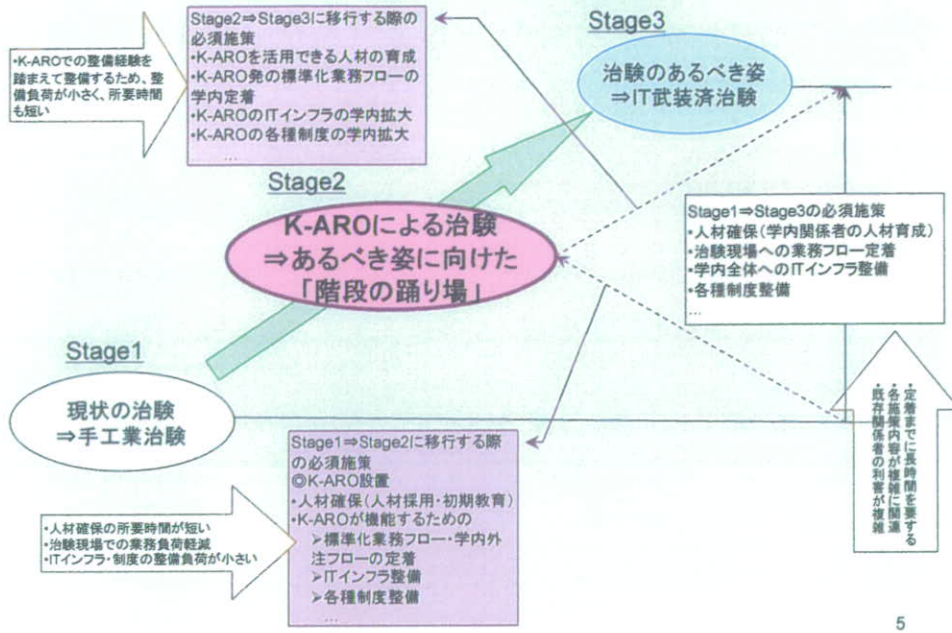 Stage2⇒Stage3に移行する際の
必須施策
・K-AROを活用できる人材の育成
・K-ARO発の標準化業務フローの
学内定着
・K-AROのITインフラの学内拡大
・K-AROの各種制度の学内拡大
…
・K-AROでの整備経験を
踏まえて整備するため、整
備負荷が小さく、所要時間
も短い
Stage3
治験のあるべき姿
⇒IT武装済治験
Stage2
K-AROによる治験
⇒あるべき姿に向けた
「階段の踊り場」
Stage1⇒Stage3の必須施策
・人材確保(学内関係者の人材育成)
・治験現場への業務フロー定着
・学内全体へのITインフラ整備
・各種制度整備
…
・定着までに長時間を要する
・各施策内容が複雑に関連
・既存関係者の利害が複雑
Stage1
現状の治験
⇒手工業治験
Stage1⇒Stage2に移行する際
の必須施策
◎K-ARO設置
・人材確保(人材採用・初期教育)
・K-AROが機能するための
➢標準化業務フロー・学内外
注フローの定着
➢ITインフラ整備
➢各種制度整備
…
・人材確保の所要時間が短い
・治験現場での業務負荷軽減
・ITインフラ・制度の整備負荷が小さい
5